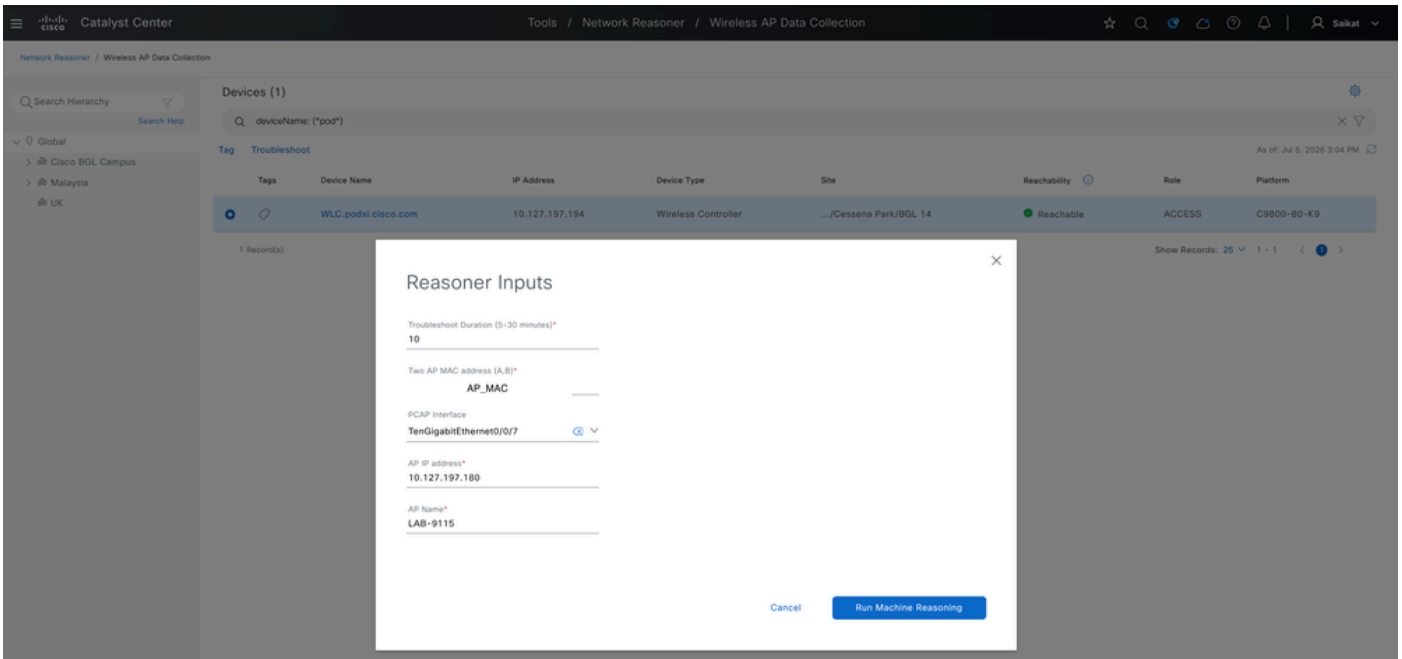 cisco Catalyst Center Tools / Network Reasoner / Wireless AP Data Collection Saikat
Network Reasoner / Wireless AP Data Collection
Search Hierarchy
Search Help
Global
Cisco BGL Campus
Malaysia
UK
Devices (1)
deviceName: (*pod*)
Tag Troubleshoot As of: Jul 5, 2026 3:04 PM
Tags Device Name IP Address Device Type Site Reachability Role Platform
WLC.podxl.cisco.com 10.127.197.194 Wireless Controller .../Cessena Park/BGL 14 Reachable ACCESS C9800-80-K9
1 Record(s) Show Records: 25 1 - 1 1
Reasoner Inputs
Troubleshoot Duration (5-30 minutes)*
10
Two AP MAC address (A,B)*
AP_MAC
PCAP Interface
TenGigabitEthernet0/0/7
AP IP address*
10.127.197.180
AP Name*
LAB-9115
Cancel Run Machine Reasoning